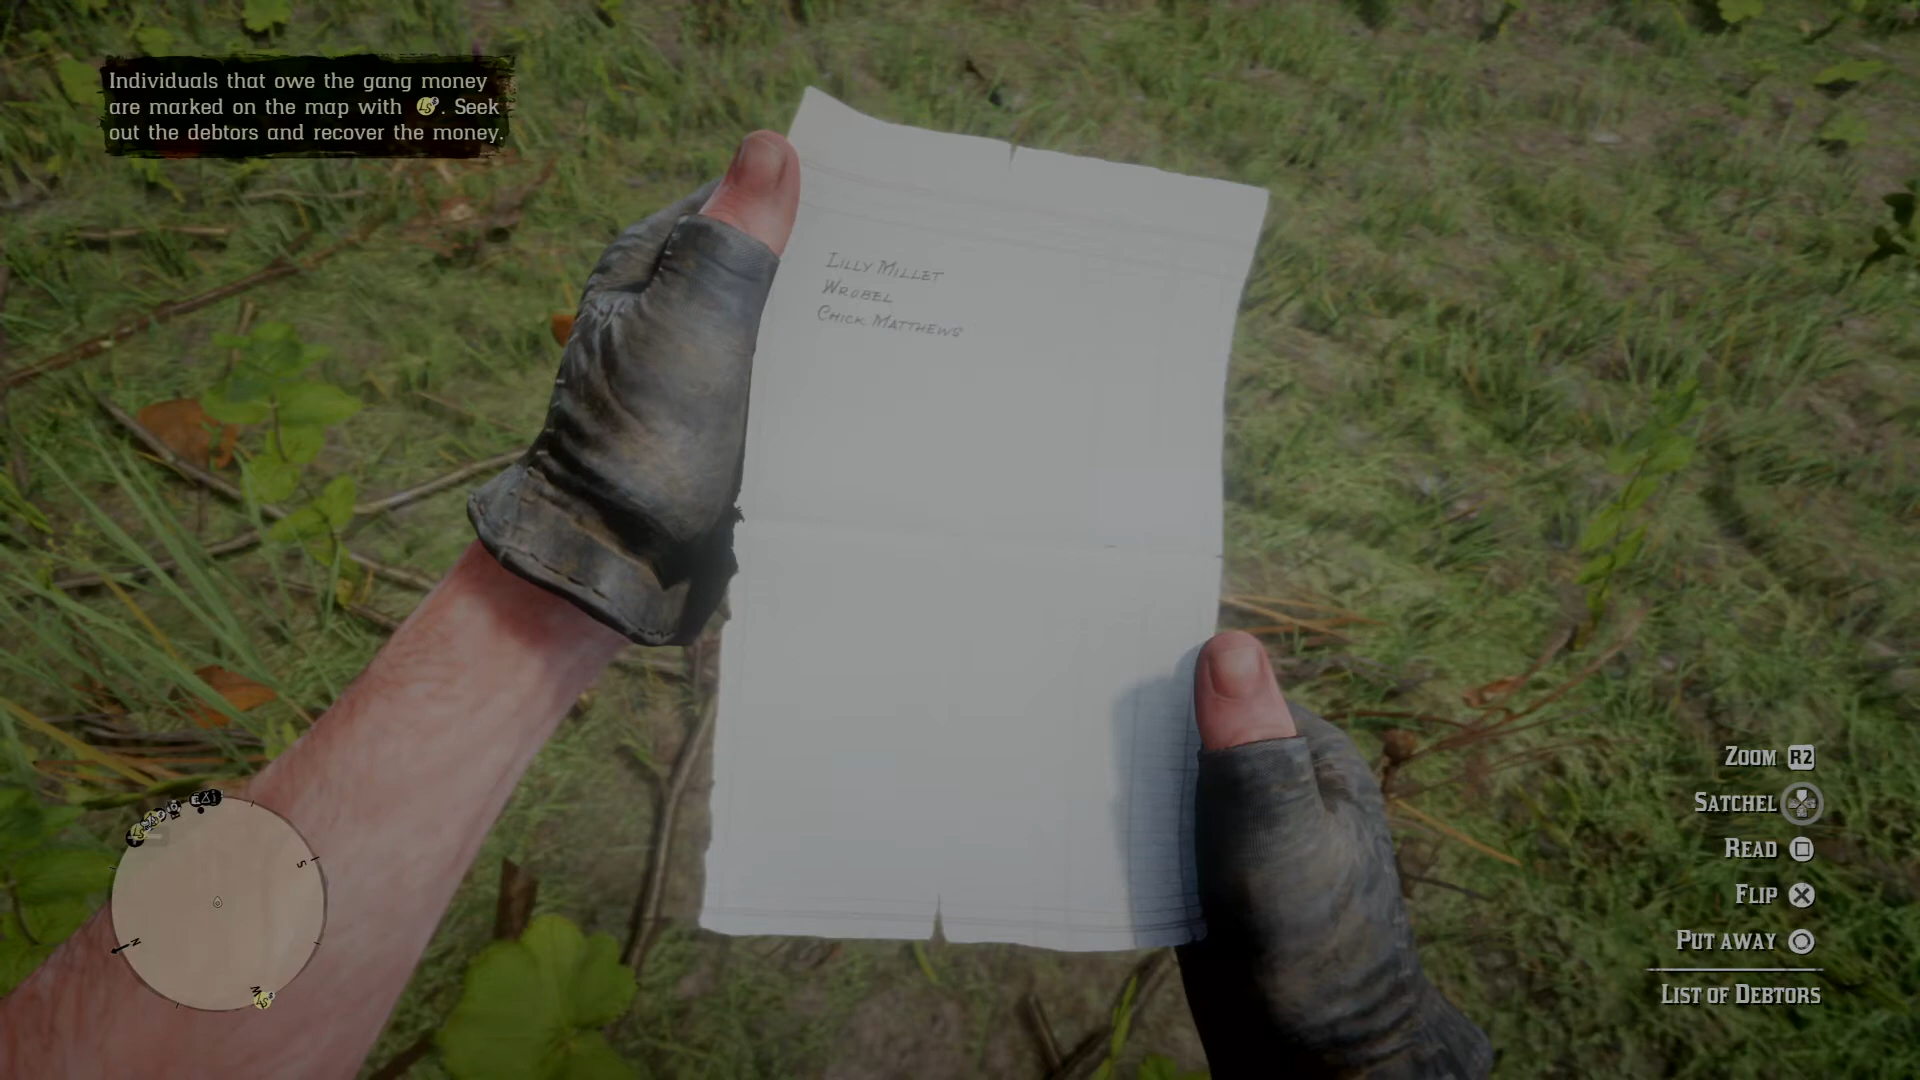 Individuals that owe the gang money
are marked on the map with LS$. Seek
out the debtors and recover the money.
LILLY MILLET
WROBEL
CHICK MATTHEWS
ZOOM R2
SATCHEL
READ
FLIP
PUT AWAY
LIST OF DEBTORS
S
N
W